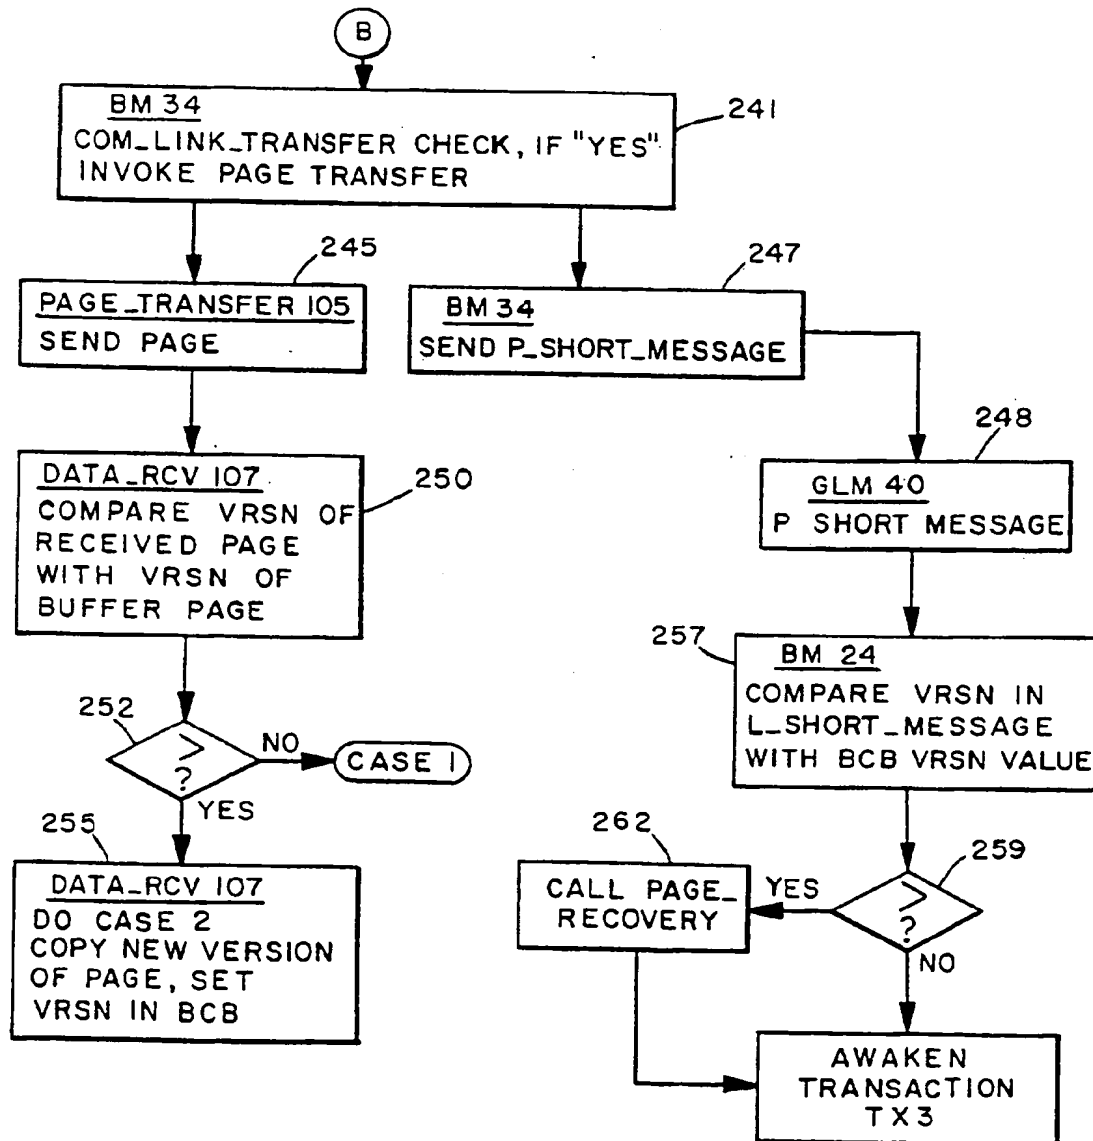 B
BM 34
241
COM_LINK_TRANSFER CHECK, IF "YES"
INVOKE PAGE TRANSFER
245
PAGE_TRANSFER 105
SEND PAGE
247
BM 34
SEND P_SHORT_MESSAGE
248
GLM 40
P SHORT MESSAGE
DATA_RCV 107
250
COMPARE VRSN OF
RECEIVED PAGE
WITH VRSN OF
BUFFER PAGE
257
BM 24
COMPARE VRSN IN
L_SHORT_MESSAGE
WITH BCB VRSN VALUE
252
>
?
NO
CASE 1
YES
255
DATA_RCV 107
DO CASE 2
COPY NEW VERSION
OF PAGE, SET
VRSN IN BCB
262
CALL PAGE_
RECOVERY
YES
259
>
?
NO
AWAKEN
TRANSACTION
TX3